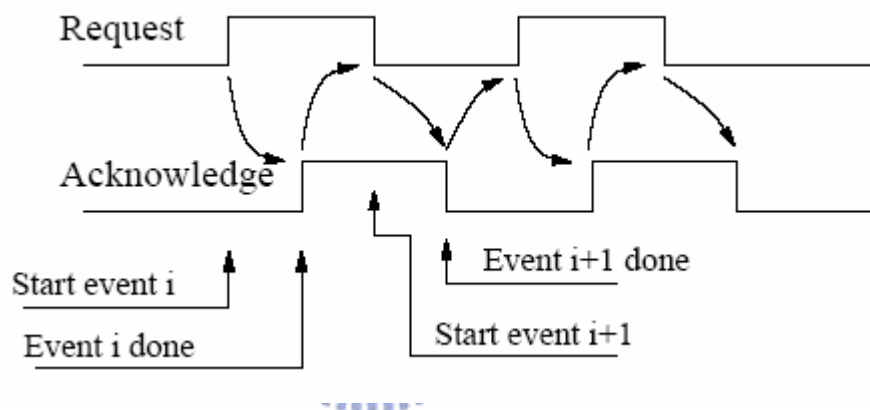 Request
Acknowledge
Start event i
Event i done
Event i+1 done
Start event i+1